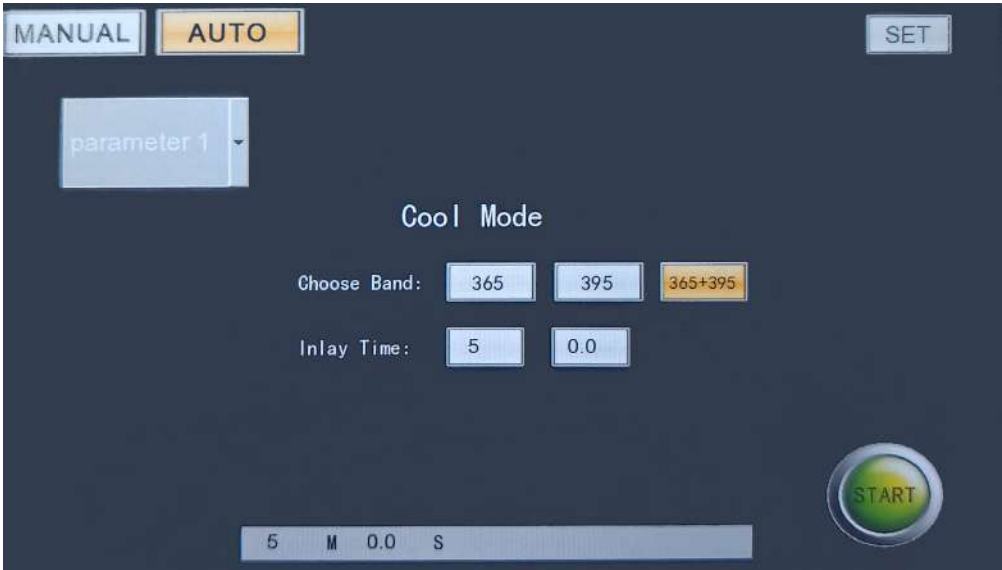 MANUAL AUTO SET
parameter 1
Cool Mode
Choose Band: 365 395 365+395
Inlay Time: 5 0.0
START
5 M 0.0 S